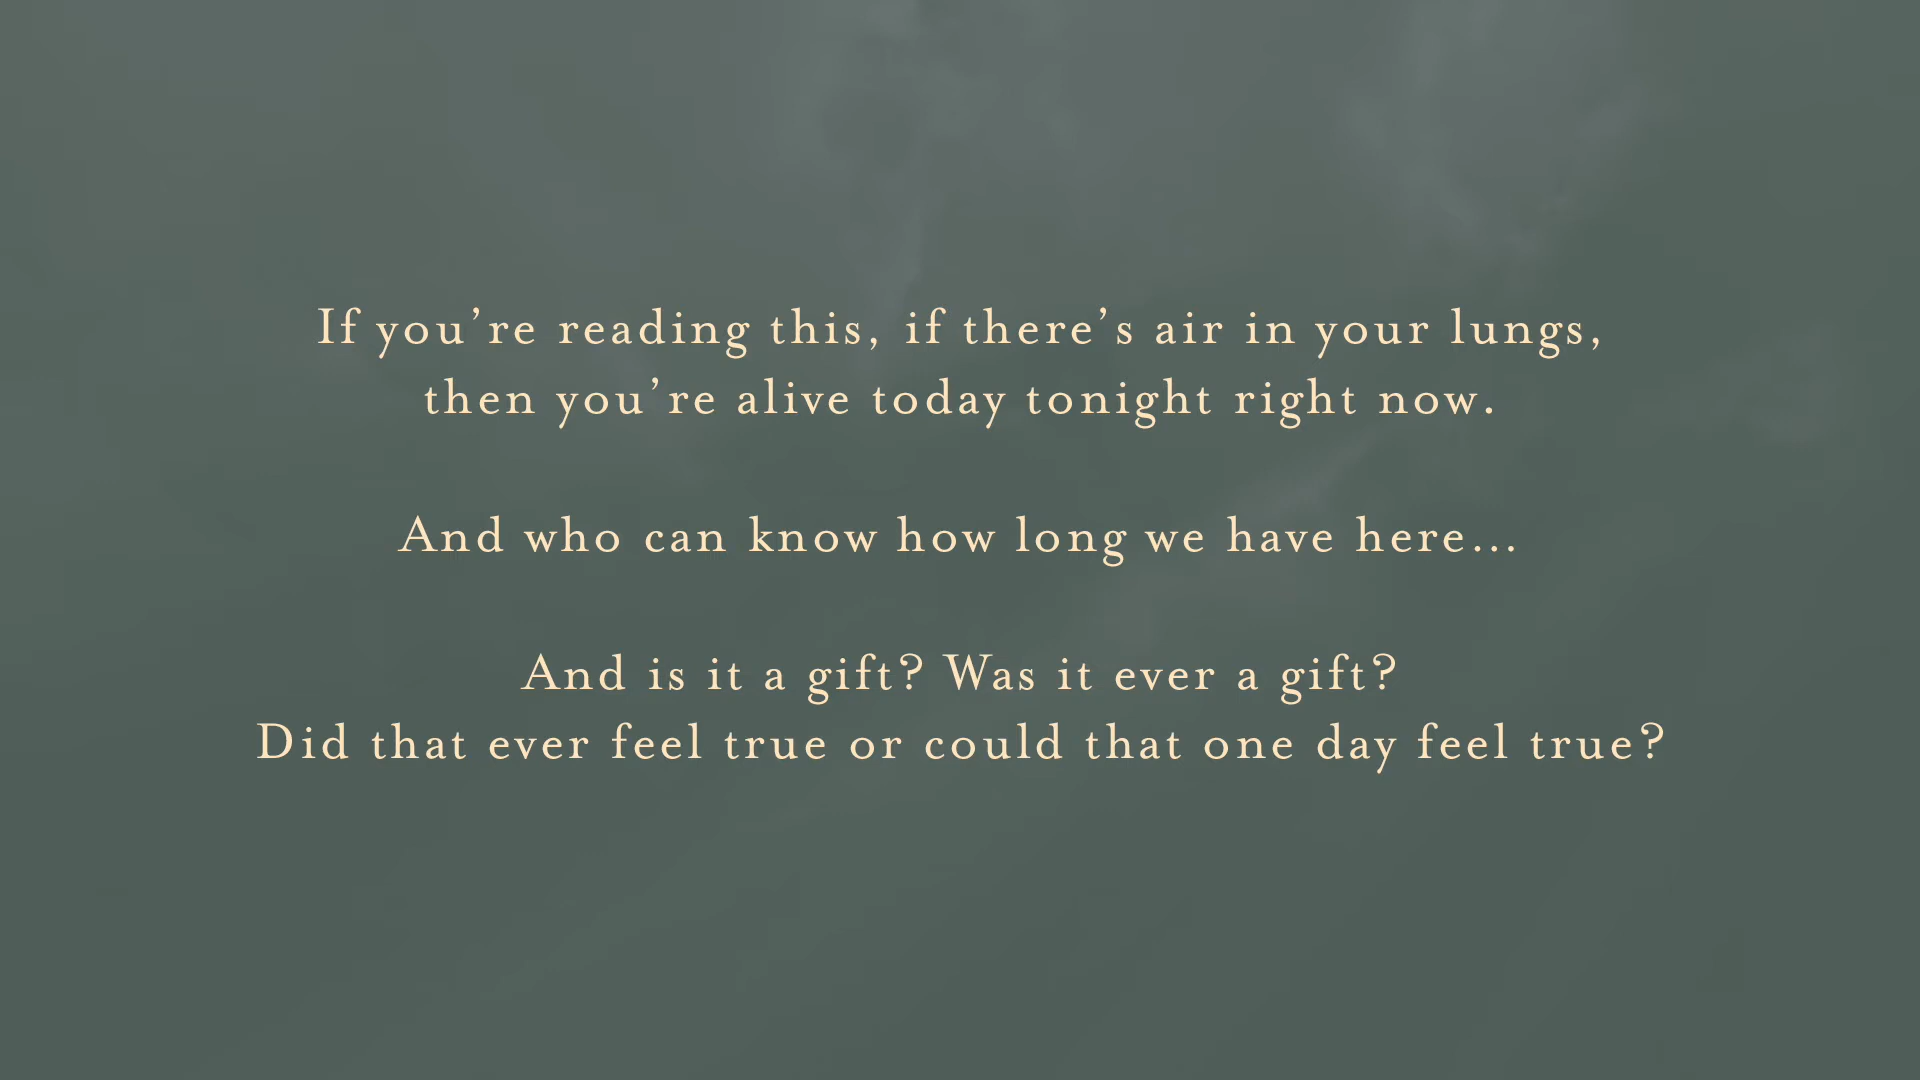 If you’re reading this, if there’s air in your lungs,
then you’re alive today tonight right now.
And who can know how long we have here...
And is it a gift? Was it ever a gift?
Did that ever feel true or could that one day feel true?